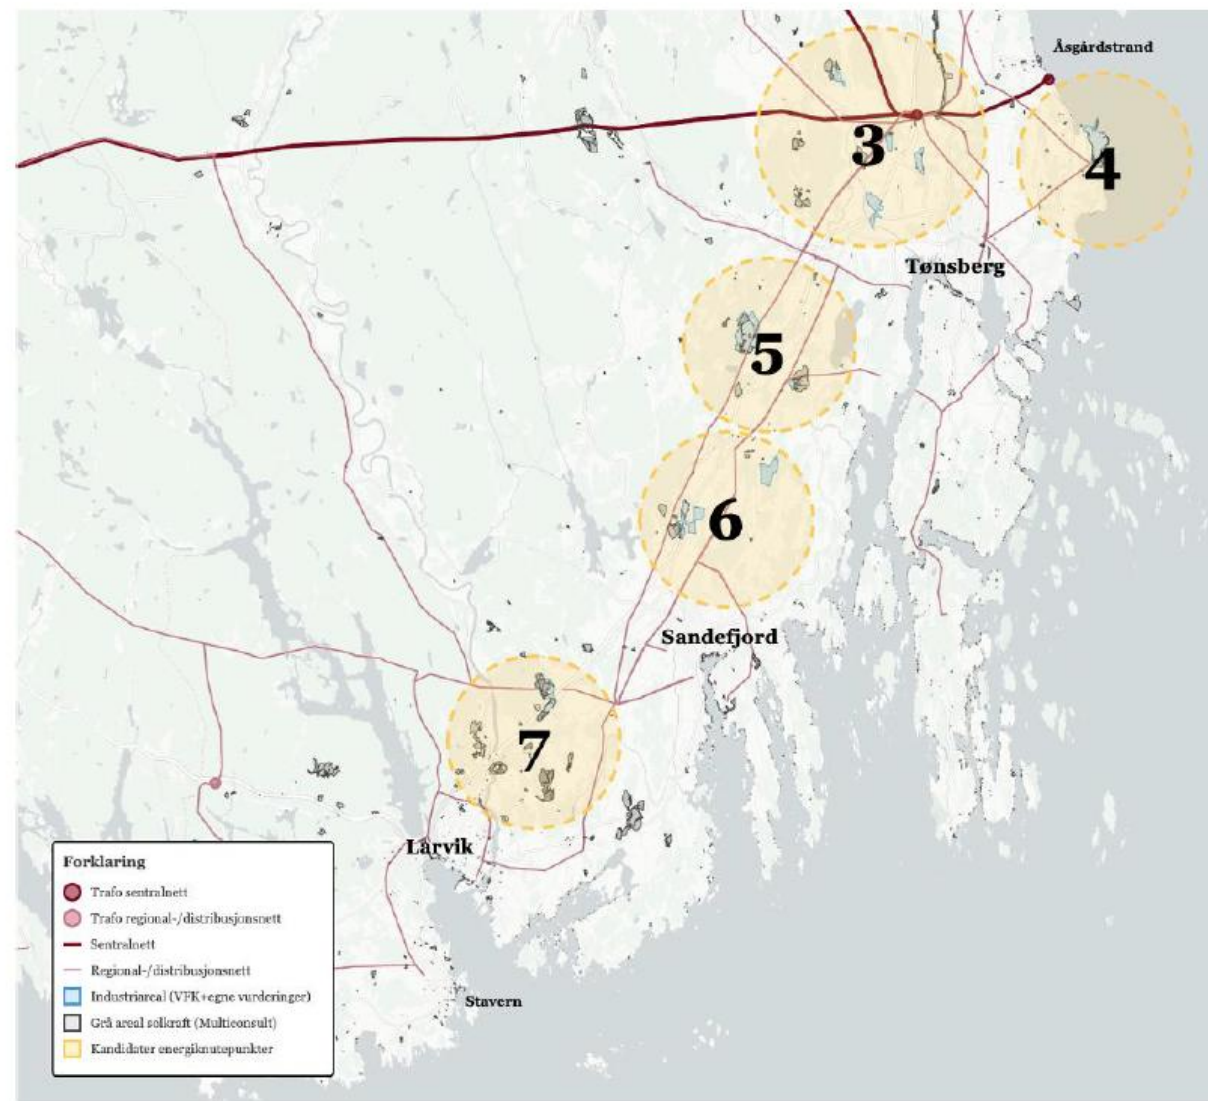 Åsgårdstrand
3
4
Tønsberg
5
6
Sandefjord
7
Larvik
Forklaring
Trafo sentralnett
Trafo regional-/distribusjonsnett
Sentralnett
Regional-/distribusjonsnett
Industriareal (VFK+egne vurderinger)
Grå areal solkraft (Multiconsult)
Kandidater energiknutepunkter
Stavern